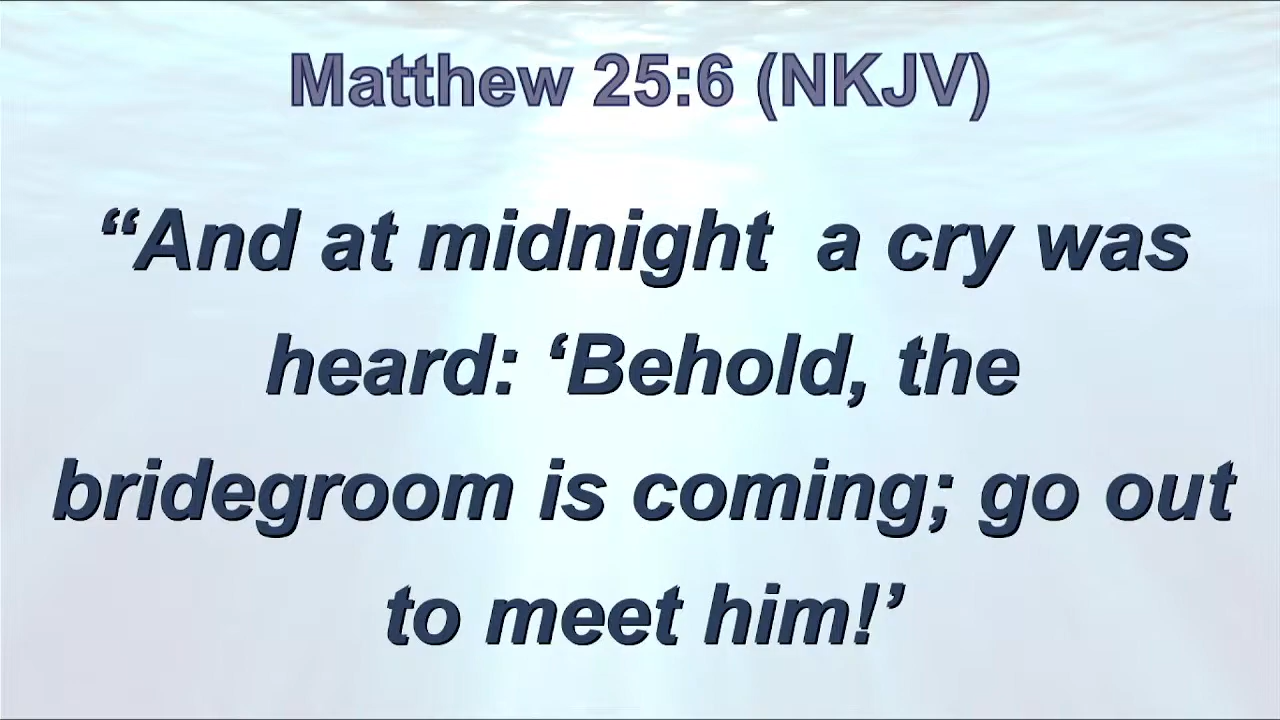 Matthew 25:6 (NKJV)
“And at midnight  a cry was
heard: ‘Behold, the
bridegroom is coming; go out
to meet him!’